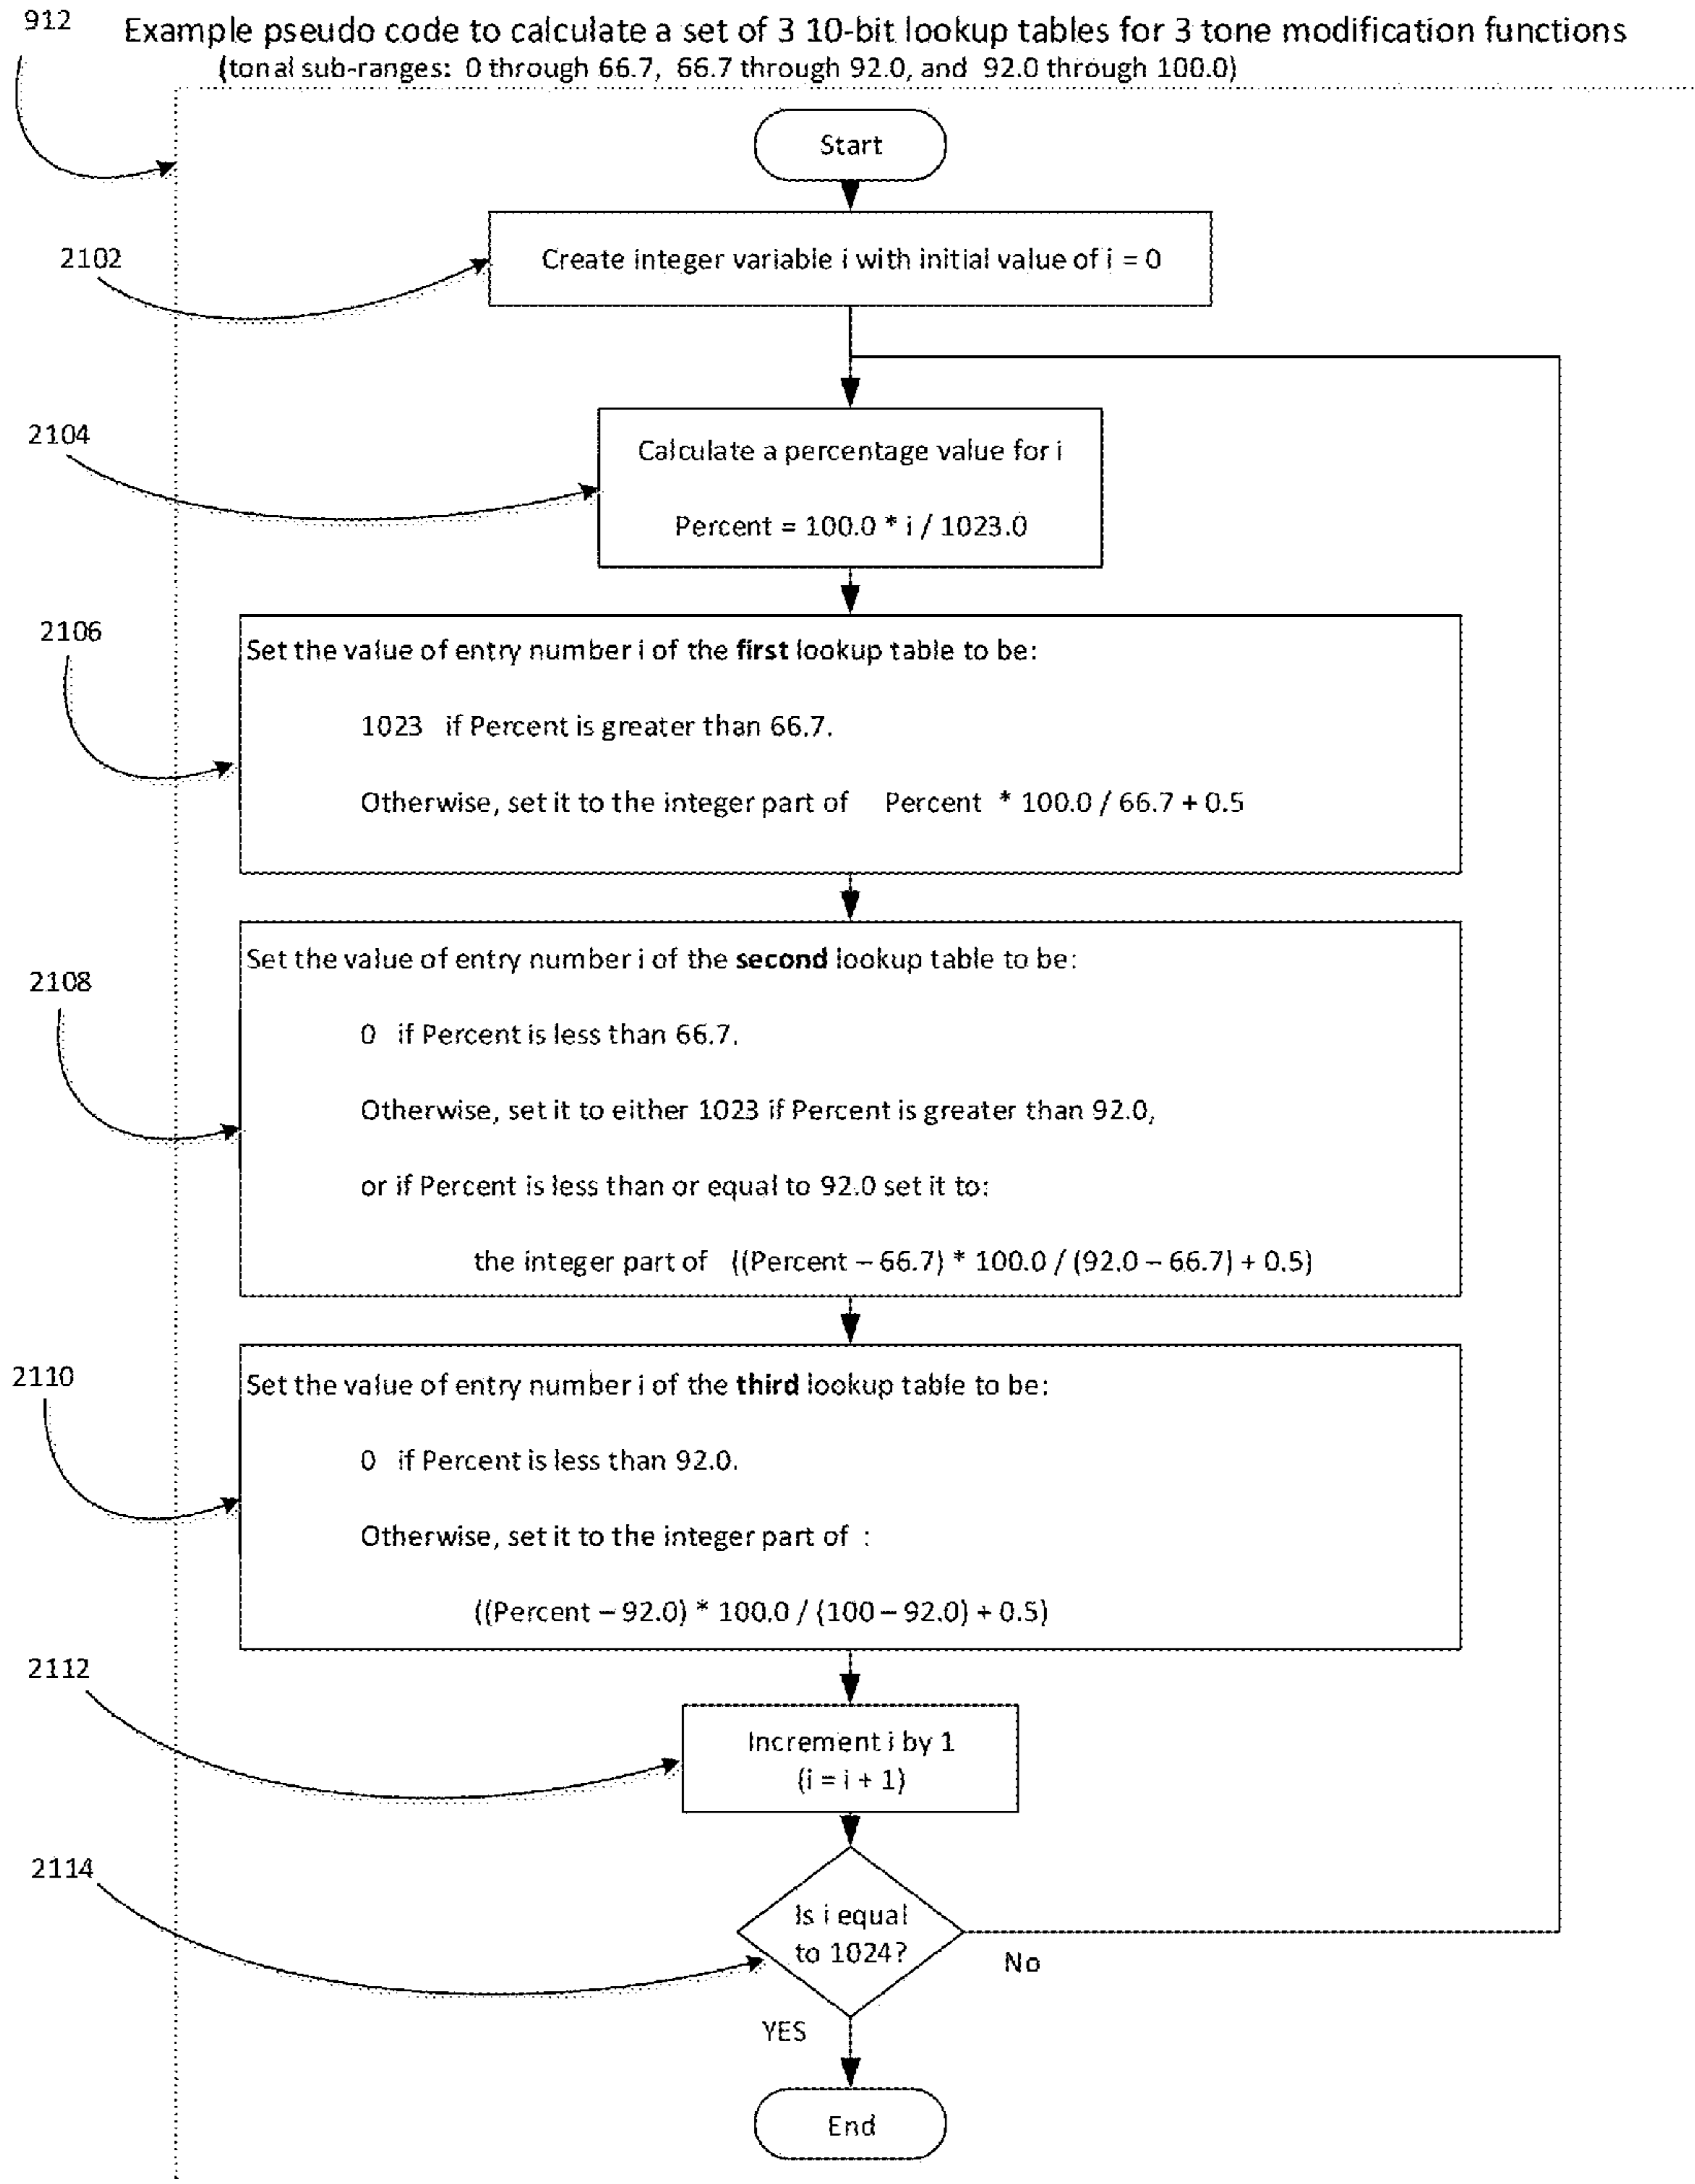 912
Example pseudo code to calculate a set of 3 10-bit lookup tables for 3 tone modification functions
(tonal sub-ranges: 0 through 66.7, 66.7 through 92.0, and 92.0 through 100.0)
Start
2102
Create integer variable i with initial value of i = 0
2104
Calculate a percentage value for i
Percent = 100.0 * i / 1023.0
2106
Set the value of entry number i of the first lookup table to be:
1023 if Percent is greater than 66.7.
Otherwise, set it to the integer part of Percent * 100.0 / 66.7 + 0.5
2108
Set the value of entry number i of the second lookup table to be:
0 if Percent is less than 66.7.
Otherwise, set it to either 1023 if Percent is greater than 92.0,
or if Percent is less than or equal to 92.0 set it to:
the integer part of ((Percent – 66.7) * 100.0 / (92.0 – 66.7) + 0.5)
2110
Set the value of entry number i of the third lookup table to be:
0 if Percent is less than 92.0.
Otherwise, set it to the integer part of :
((Percent – 92.0) * 100.0 / (100 – 92.0) + 0.5)
2112
Increment i by 1
(i = i + 1)
2114
Is i equal
to 1024?
No
YES
End